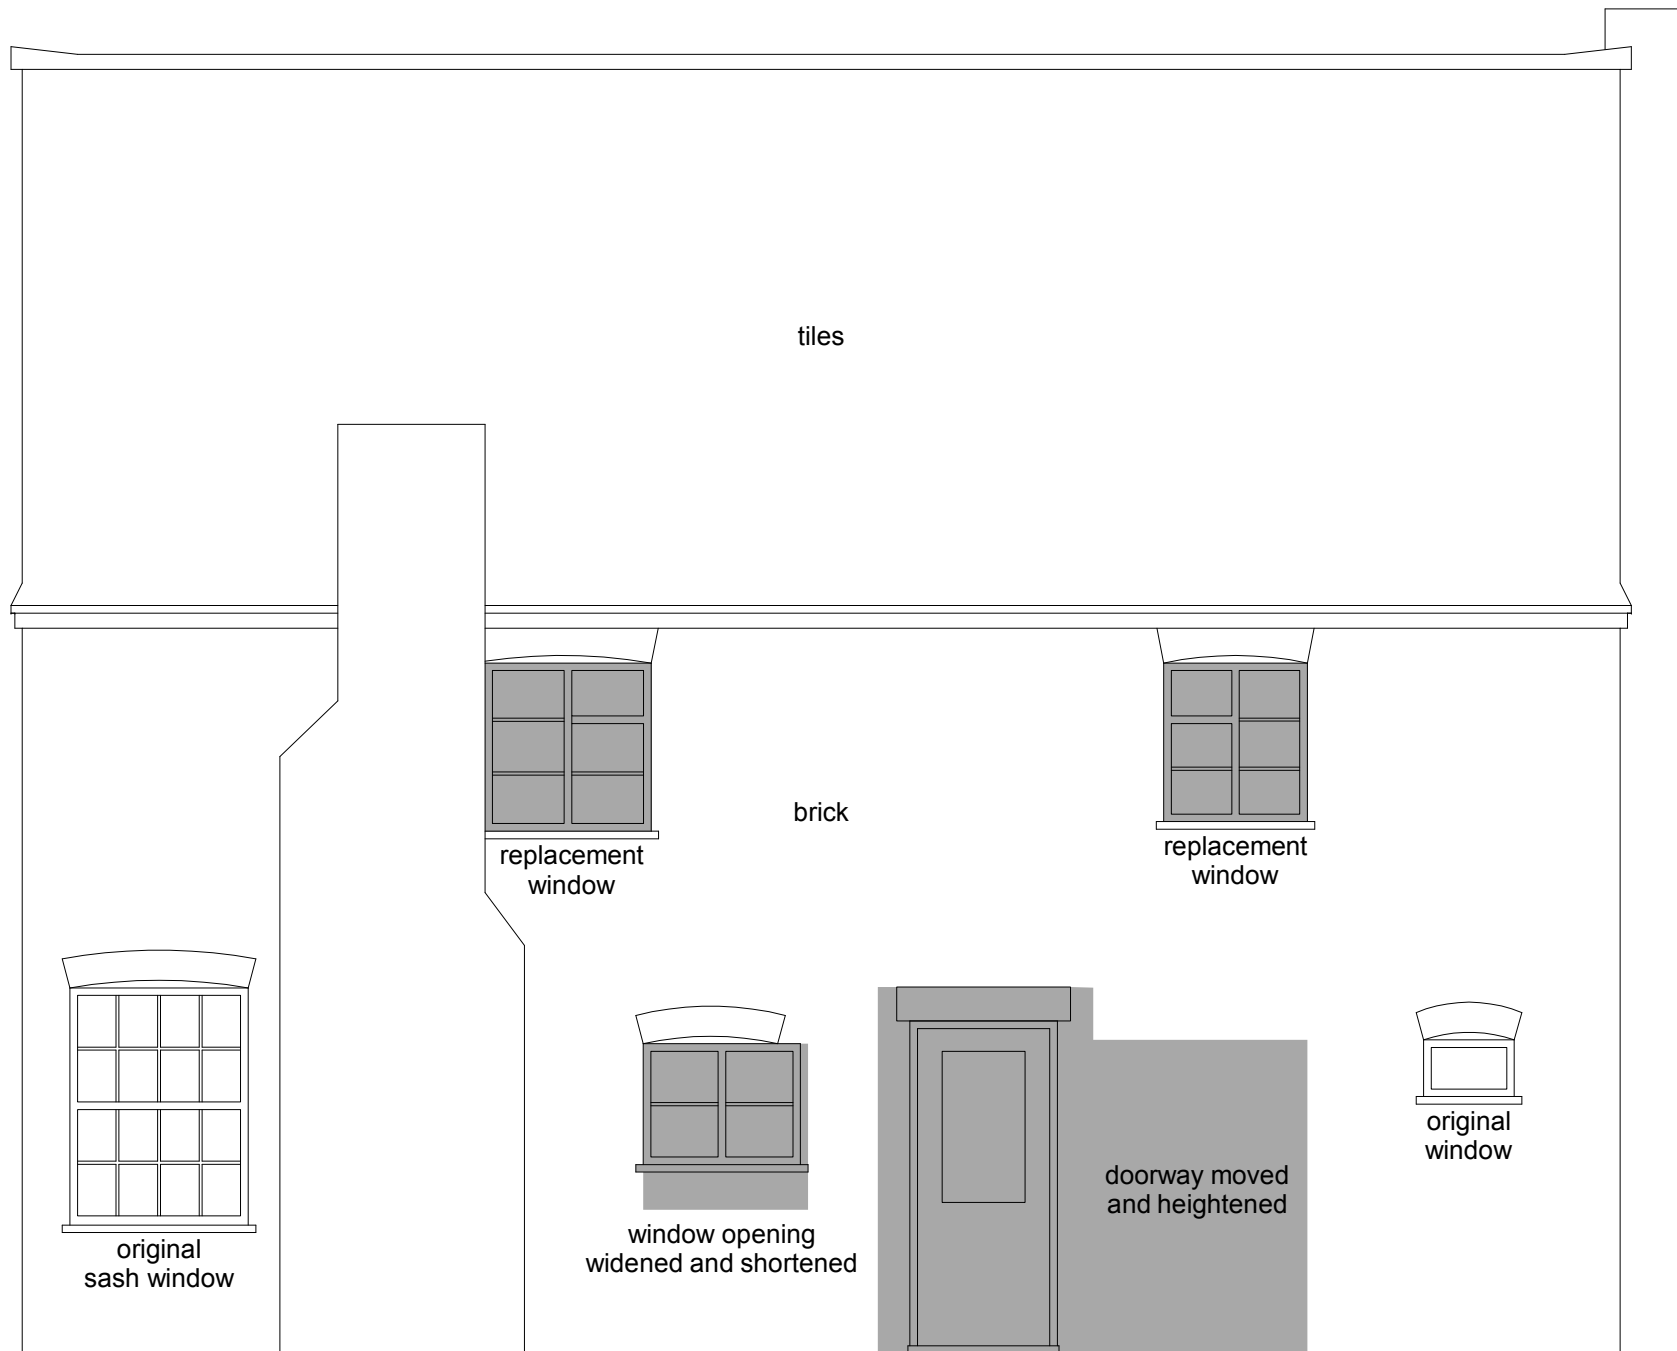 tiles
brick
replacement
window
replacement
window
original
sash window
window opening
widened and shortened
doorway moved
and heightened
original
window